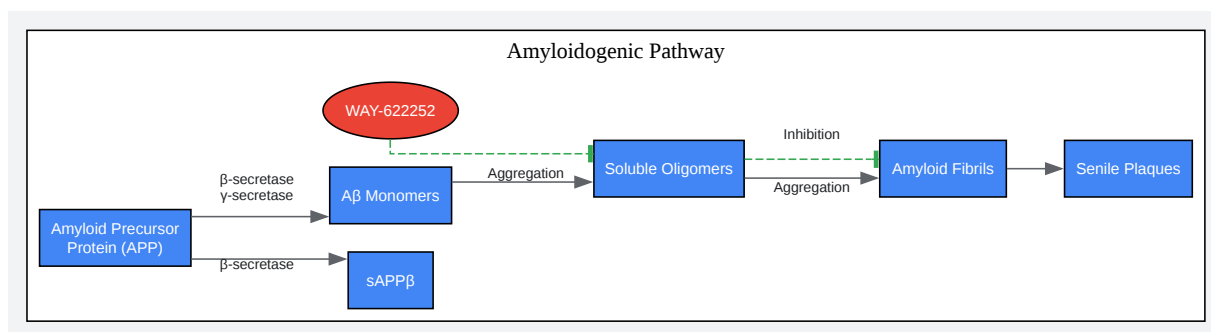 Amyloidogenic Pathway
WAY-622252
Inhibition
Soluble Oligomers
Amyloid Fibrils
Senile Plaques
Aggregation
Aggregation
β-secretase
γ-secretase
Aβ Monomers
Amyloid Precursor
Protein (APP)
β-secretase
sAPPβ